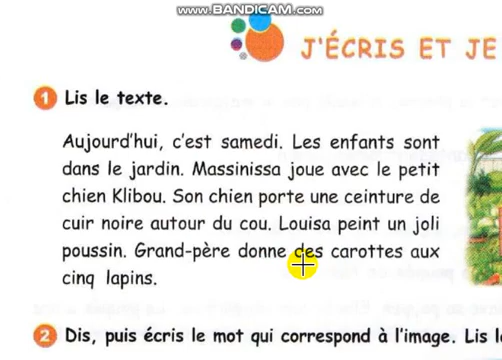 www.BANDICAM.com
J'ÉCRIS ET JE
1 Lis le texte.
Aujourd'hui, c'est samedi. Les enfants sont
dans le jardin. Massinissa joue avec le petit
chien Klibou. Son chien porte une ceinture de
cuir noire autour du cou. Louisa peint un joli
poussin. Grand-père donne des carottes aux
cinq lapins.
2 Dis, puis écris le mot qui correspond à l'image. Lis l